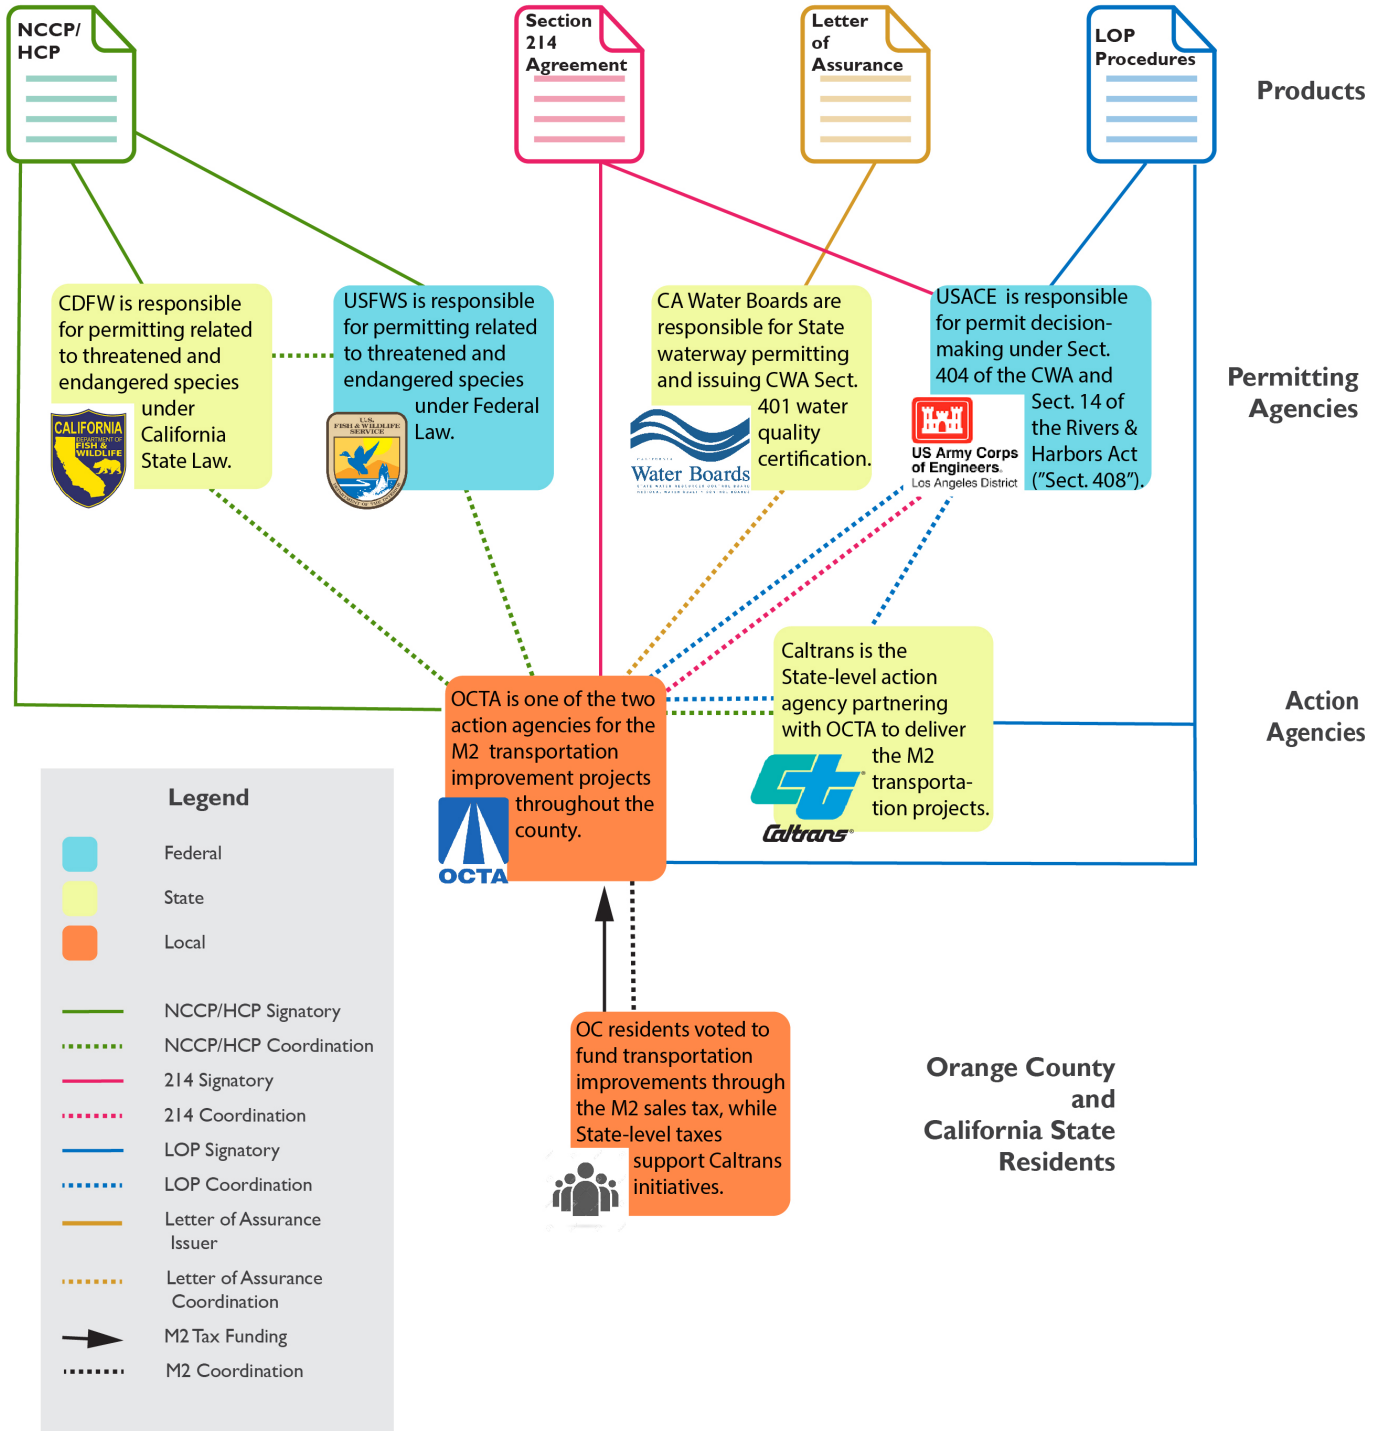 NCCP/
HCP
Section
214
Agreement
Letter
of
Assurance
LOP
Procedures
Products
CDFW is responsible
for permitting related
to threatened and
endangered species
under
California
State Law.
CALIFORNIA
DEPARTMENT OF
FISH &
WILDLIFE
USFWS is responsible
for permitting related
to threatened and
endangered species
under Federal
Law.
U.S.
FISH & WILDLIFE
SERVICE
CA Water Boards are
responsible for State
waterway permitting
and issuing CWA Sect.
401 water
quality
certification.
CALIFORNIA
Water Boards
USACE is responsible
for permit decision-
making under Sect.
404 of the CWA and
Sect. 14 of
the Rivers &
Harbors Act
("Sect. 408").
US Army Corps
of Engineers.
Los Angeles District
Permitting
Agencies
OCTA is one of the two
action agencies for the
M2 transportation
improvement projects
throughout the
county.
OCTA
Caltrans is the
State-level action
agency partnering
with OCTA to deliver
the M2
transporta-
tion projects.
ct
Caltrans®
Action
Agencies
OC residents voted to
fund transportation
improvements through
the M2 sales tax, while
State-level taxes
support Caltrans
initiatives.
Orange County
and
California State
Residents
Legend
Federal
State
Local
NCCP/HCP Signatory
NCCP/HCP Coordination
214 Signatory
214 Coordination
LOP Signatory
LOP Coordination
Letter of Assurance
Issuer
Letter of Assurance
Coordination
M2 Tax Funding
M2 Coordination